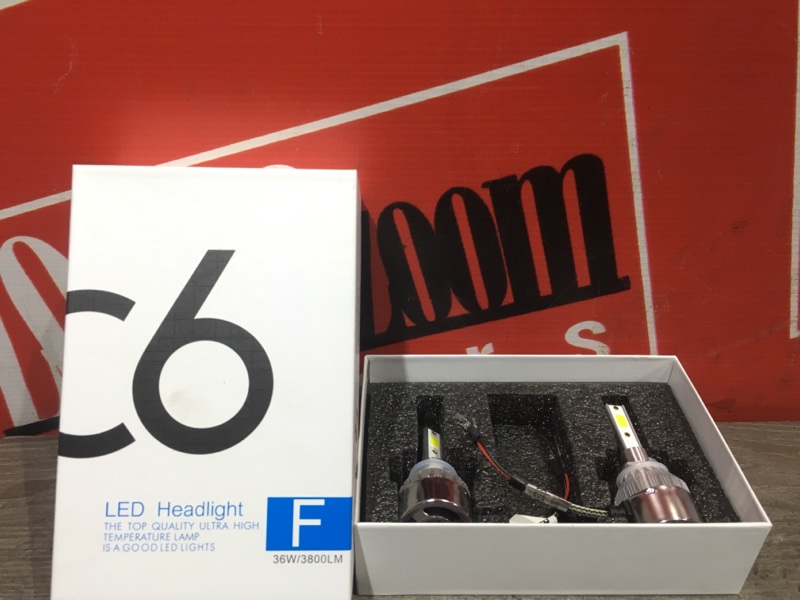 C6
LED Headlight
THE TOP QUALITY ULTRA HIGH
TEMPERATURE LAMP
IS A GOOD LED LIGHTS
F
36W/3800LM